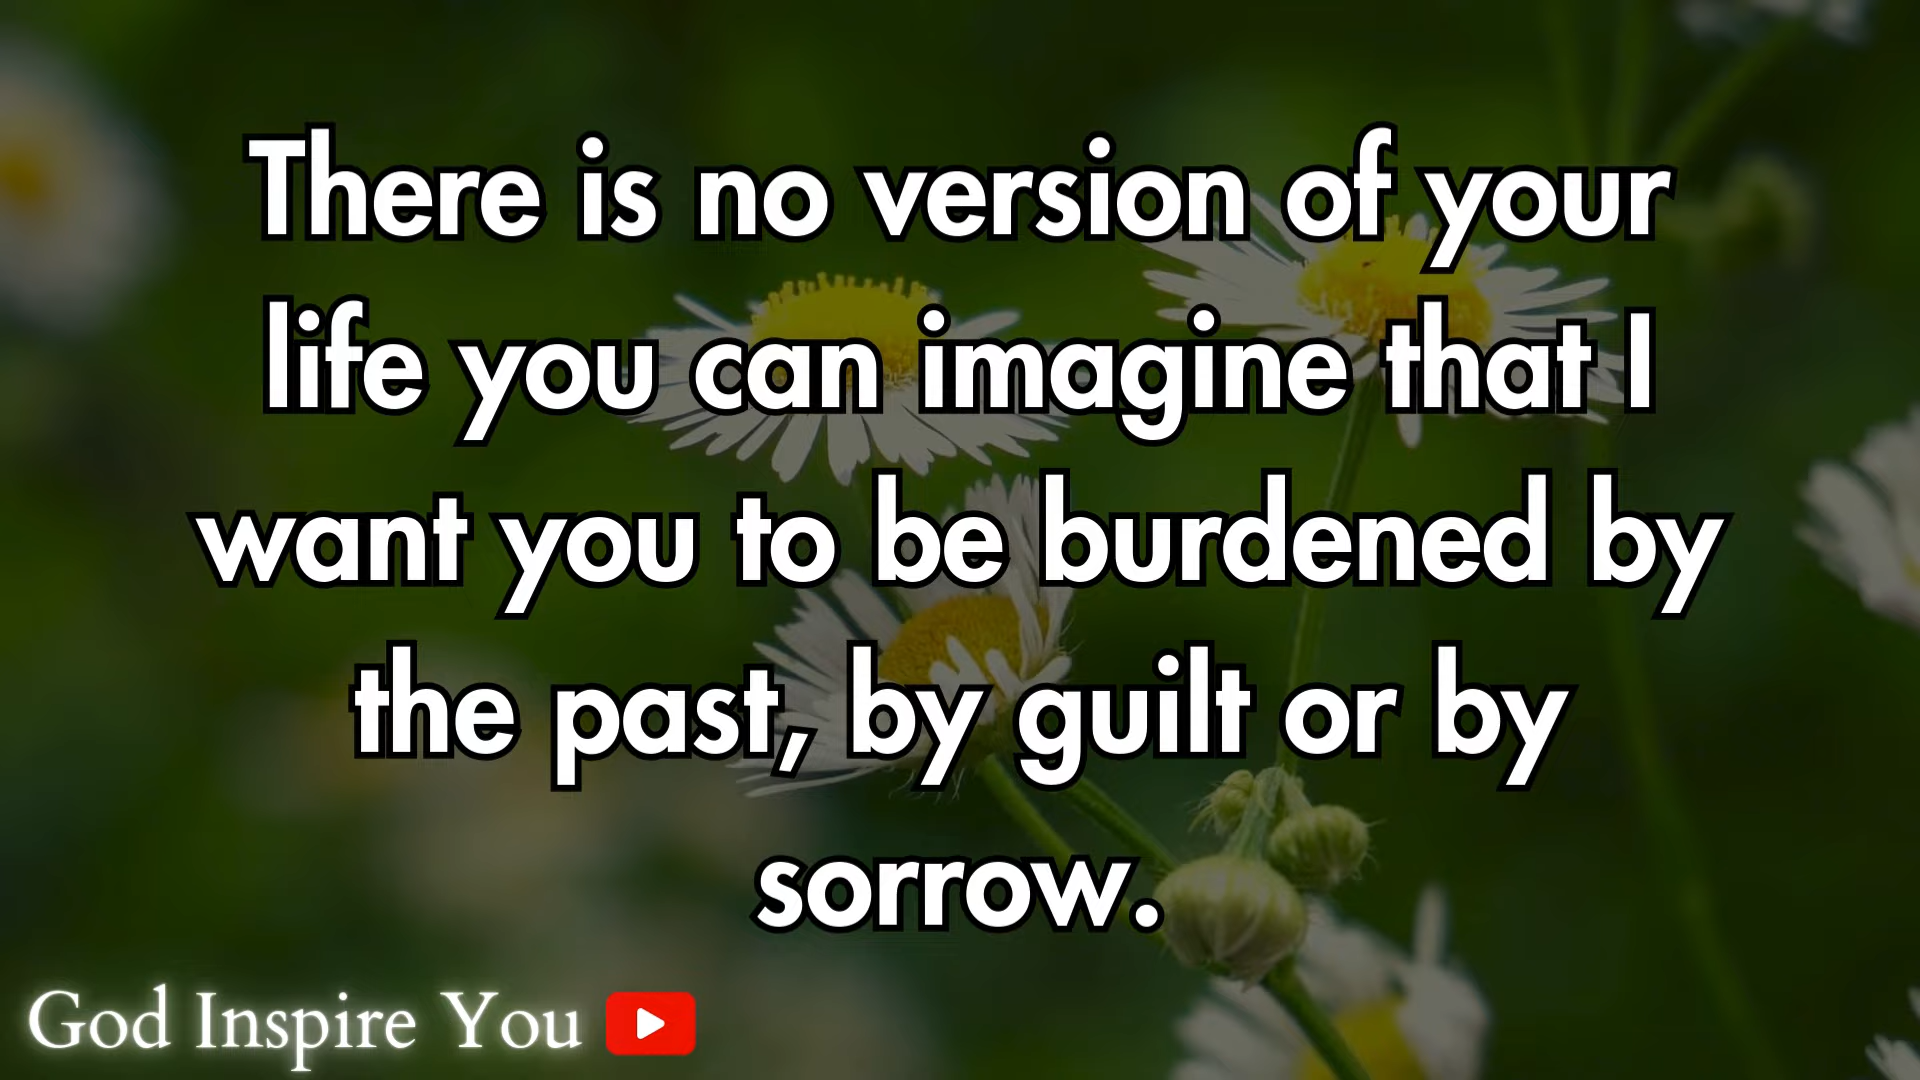 There is no version of your
life you can imagine that I
want you to be burdened by
the past, by guilt or by
sorrow.
God Inspire You